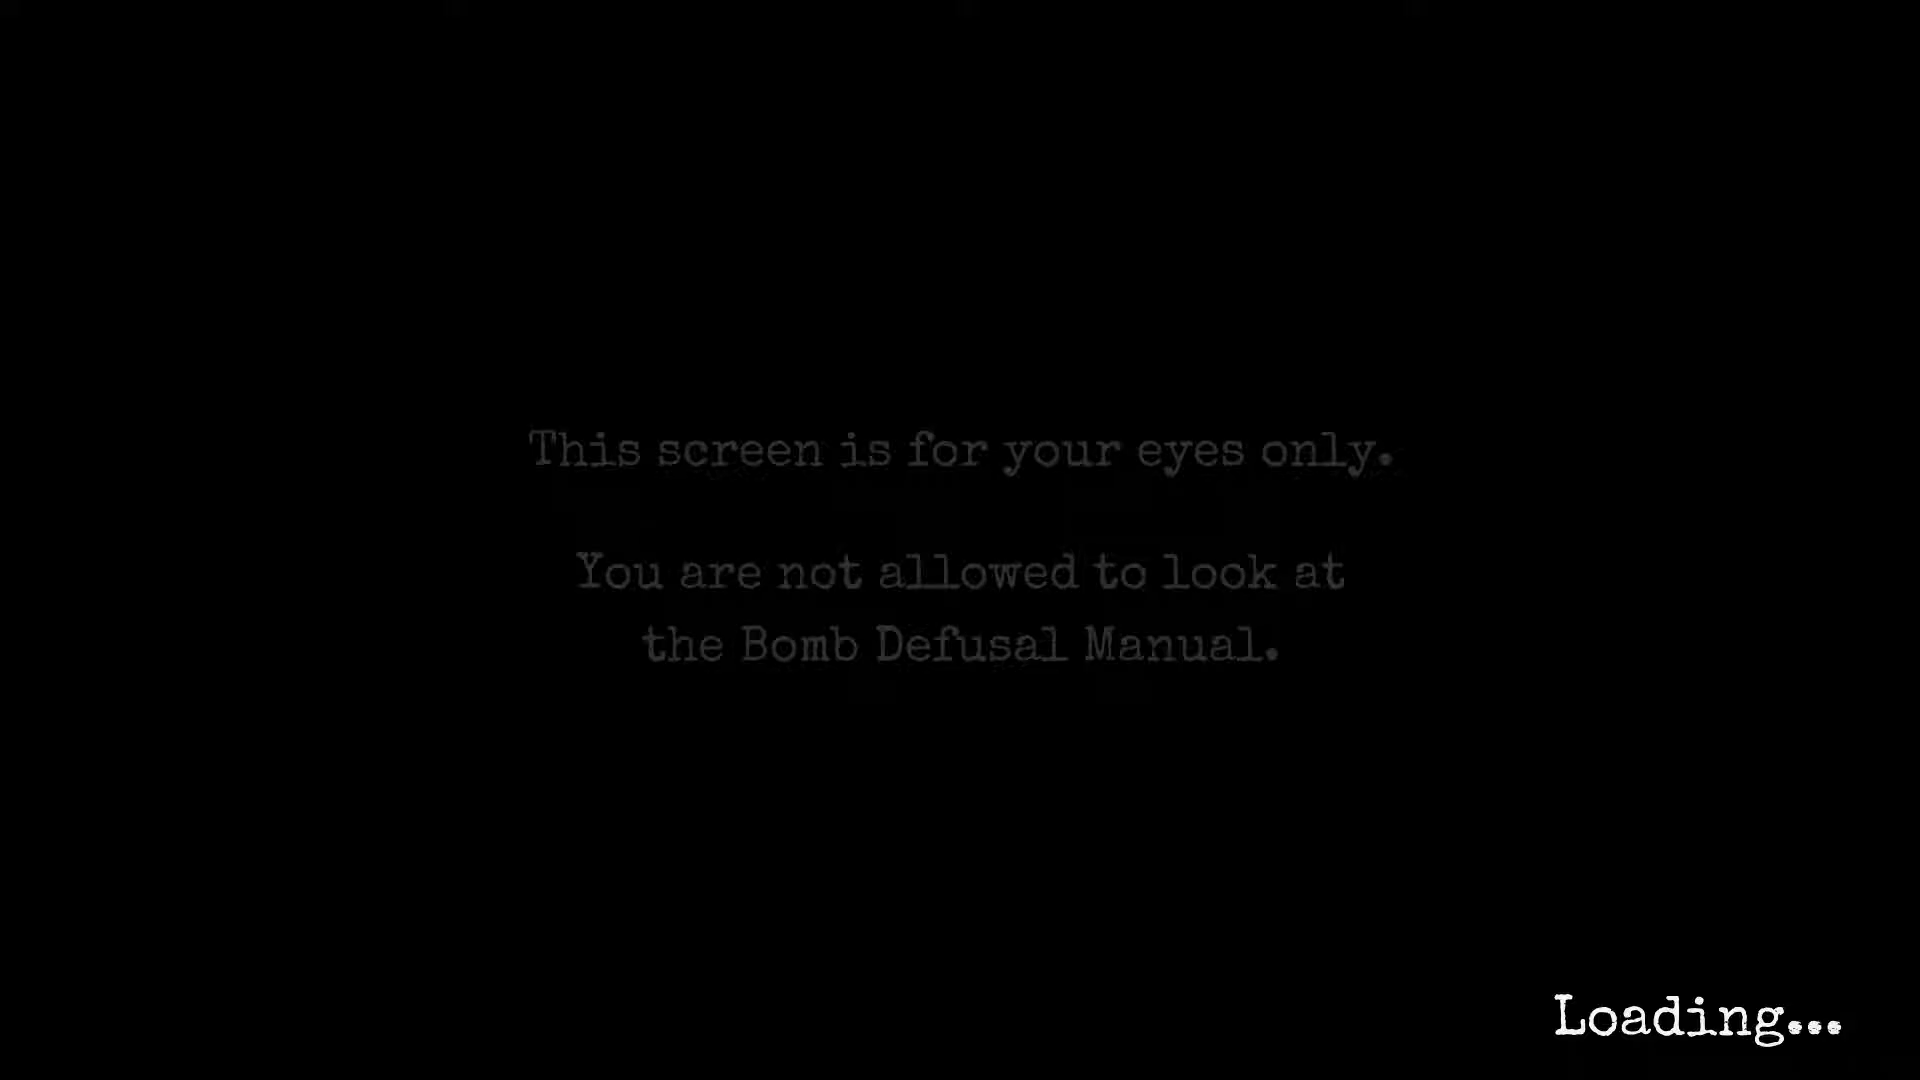 This screen is for your eyes only.
You are not allowed to look at
the Bomb Defusal Manual.
Loading...